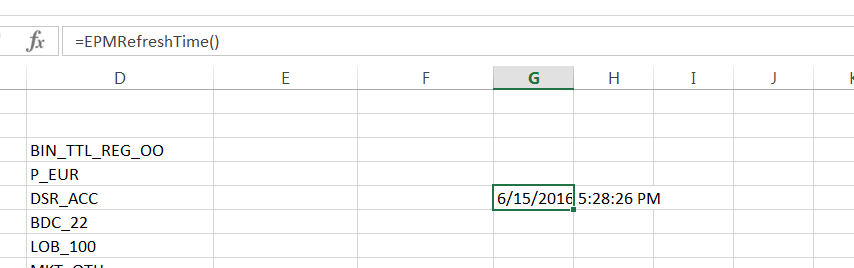 fx =EPMRefreshTime()
D E F G H I J
BIN_TTL_REG_OO
P_EUR
DSR_ACC 6/15/2016 5:28:26 PM
BDC_22
LOB_100